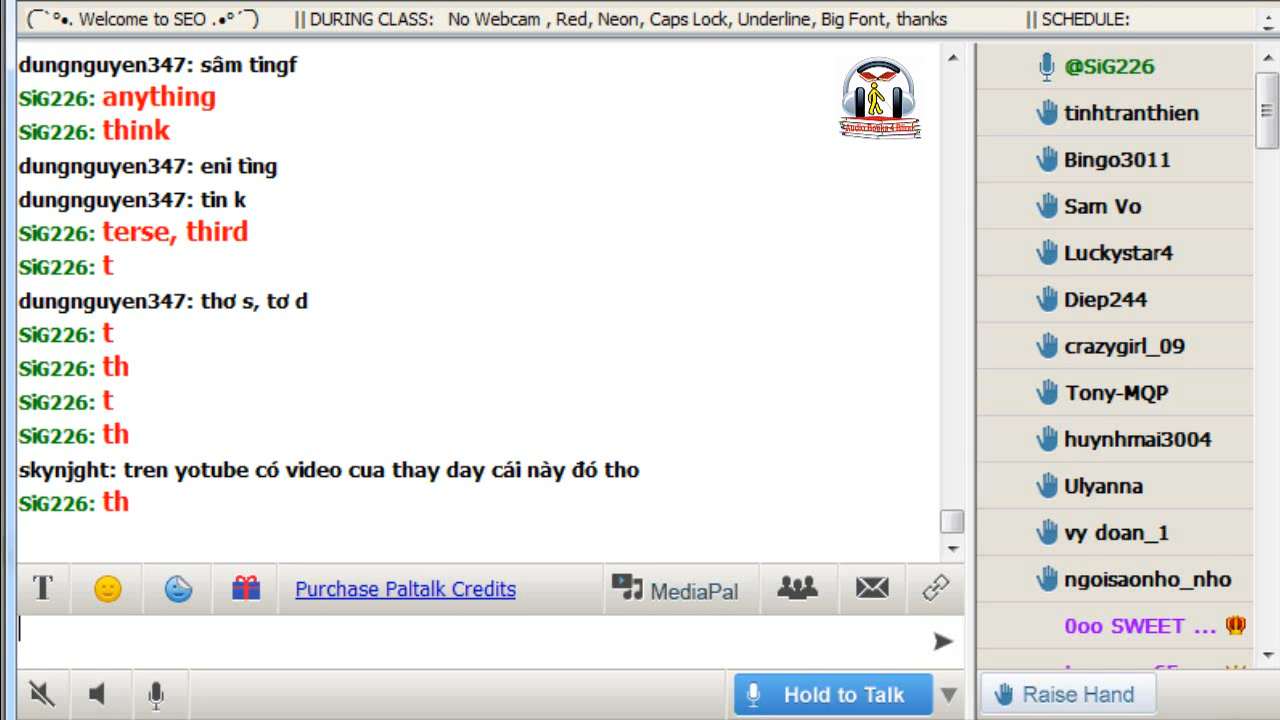 (¯`°•. Welcome to SEO .•°´¯) || DURING CLASS: No Webcam , Red, Neon, Caps Lock, Underline, Big Font, thanks || SCHEDULE:
dungnguyen347: sâm tingf
SiG226: anything
SiG226: think
dungnguyen347: eni tìng
dungnguyen347: tin k
SiG226: terse, third
SiG226: t
dungnguyen347: thơ s, tơ d
SiG226: t
SiG226: th
SiG226: t
SiG226: th
skynjght: tren yotube có video cua thay day cái này đó tho
SiG226: th
T
Purchase Paltalk Credits
MediaPal
Hold to Talk
@SiG226
tinhtranthien
Bingo3011
Sam Vo
Luckystar4
Diep244
crazygirl_09
Tony-MQP
huynhmai3004
Ulyanna
vy doan_1
ngoisaonho_nho
0oo SWEET ...
Raise Hand